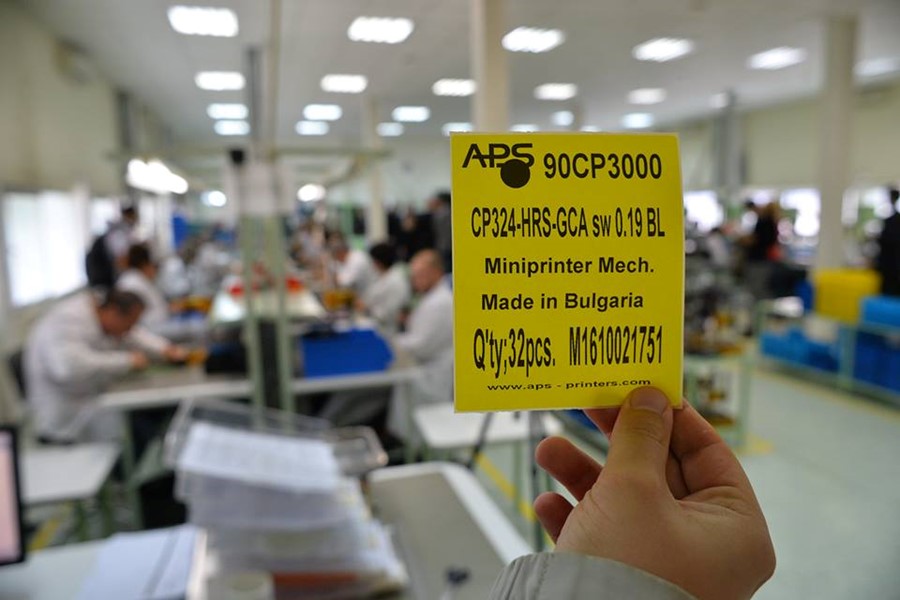 APS 90CP3000
CP324-HRS-GCA sw 0.19 BL
Miniprinter Mech.
Made in Bulgaria
Q'ty;32pcs. M1610021751
www.aps - printers.com